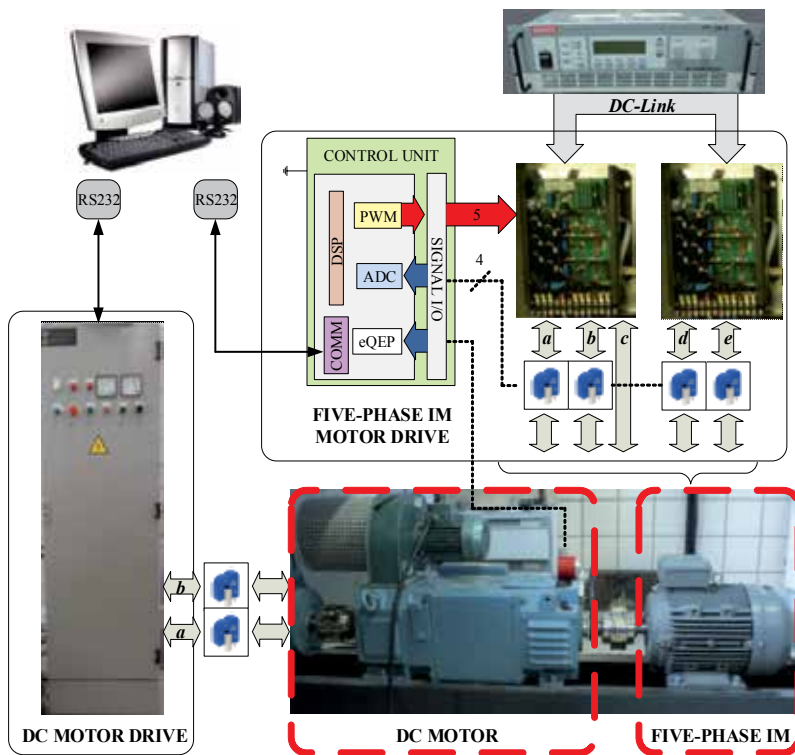 DC-Link
CONTROL UNIT
RS232
RS232
PWM
5
DSP
SIGNAL I/O
4
ADC
COMM
eQEP
a
b
c
d
e
FIVE-PHASE IM
MOTOR DRIVE
b
a
DC MOTOR DRIVE
DC MOTOR
FIVE-PHASE IM